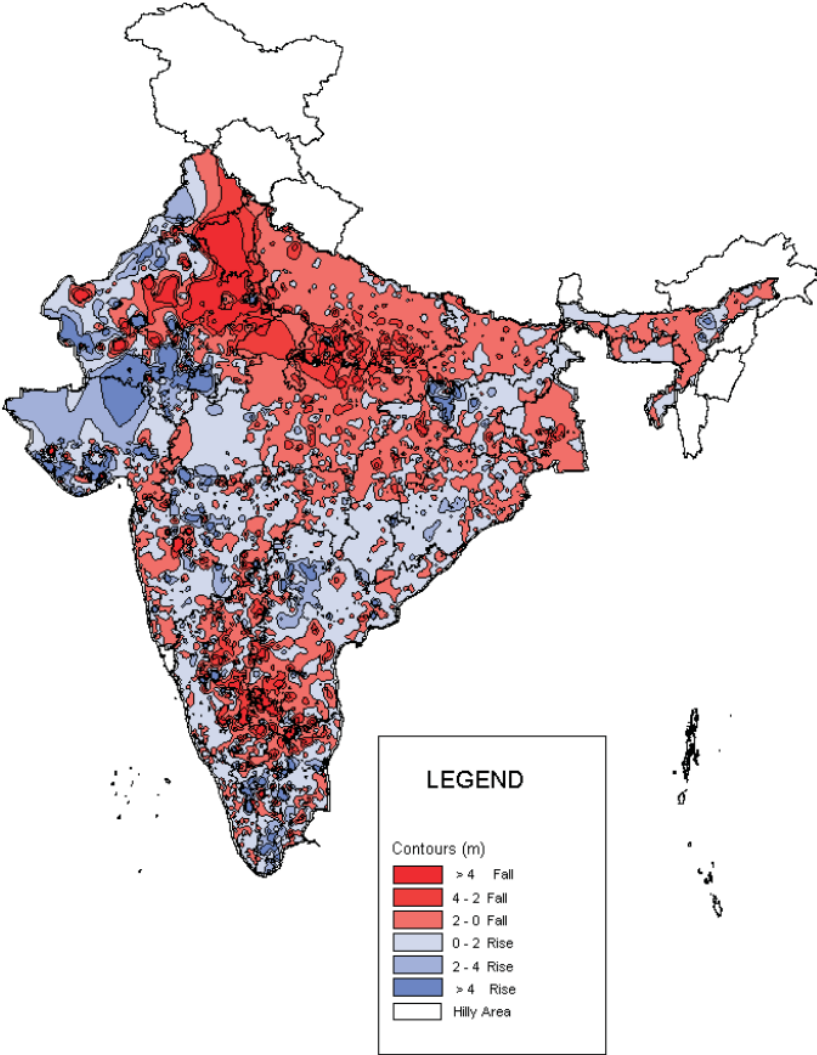 LEGEND
Contours (m)
> 4 Fall
4 - 2 Fall
2 - 0 Fall
0 - 2 Rise
2 - 4 Rise
> 4 Rise
Hilly Area